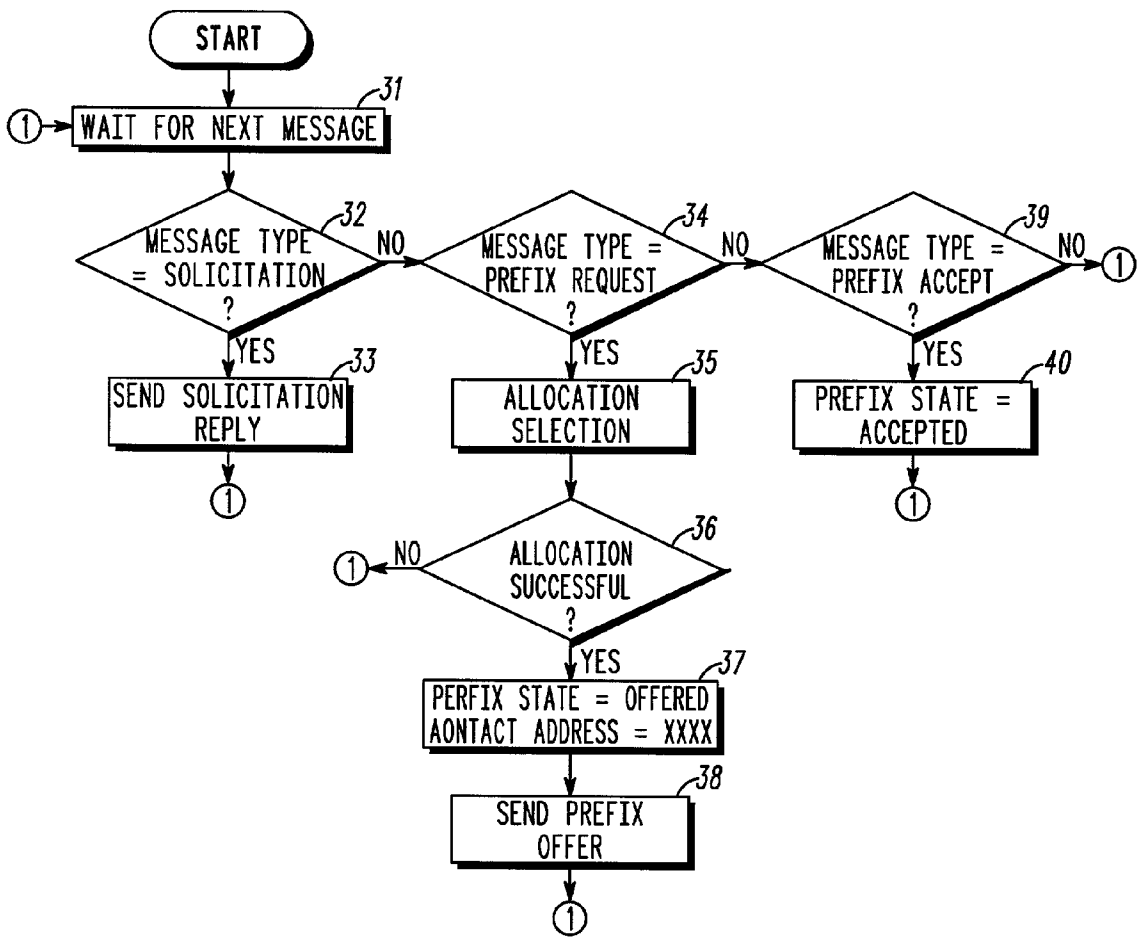 START
31
1
WAIT FOR NEXT MESSAGE
32
MESSAGE TYPE
= SOLICITATION
?
NO
YES
34
MESSAGE TYPE =
PREFIX REQUEST
?
NO
YES
39
MESSAGE TYPE =
PREFIX ACCEPT
?
NO
1
YES
33
SEND SOLICITATION
REPLY
1
35
ALLOCATION
SELECTION
40
PREFIX STATE =
ACCEPTED
1
36
ALLOCATION
SUCCESSFUL
?
NO
1
YES
37
PERFIX STATE = OFFERED
AONTACT ADDRESS = XXXX
38
SEND PREFIX
OFFER
1